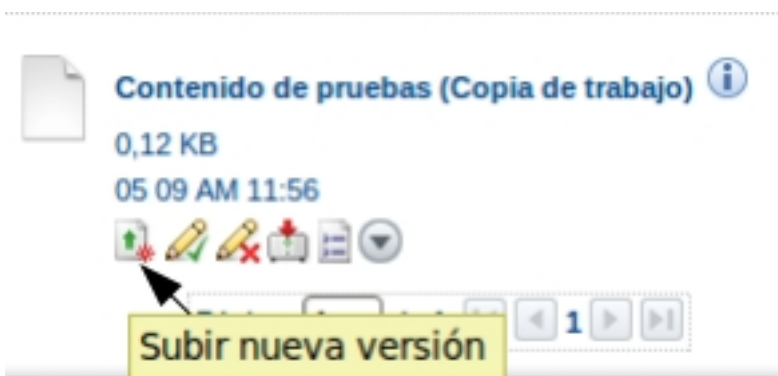 Contenido de pruebas (Copia de trabajo)
0,12 KB
05 09 AM 11:56
1
Subir nueva versión